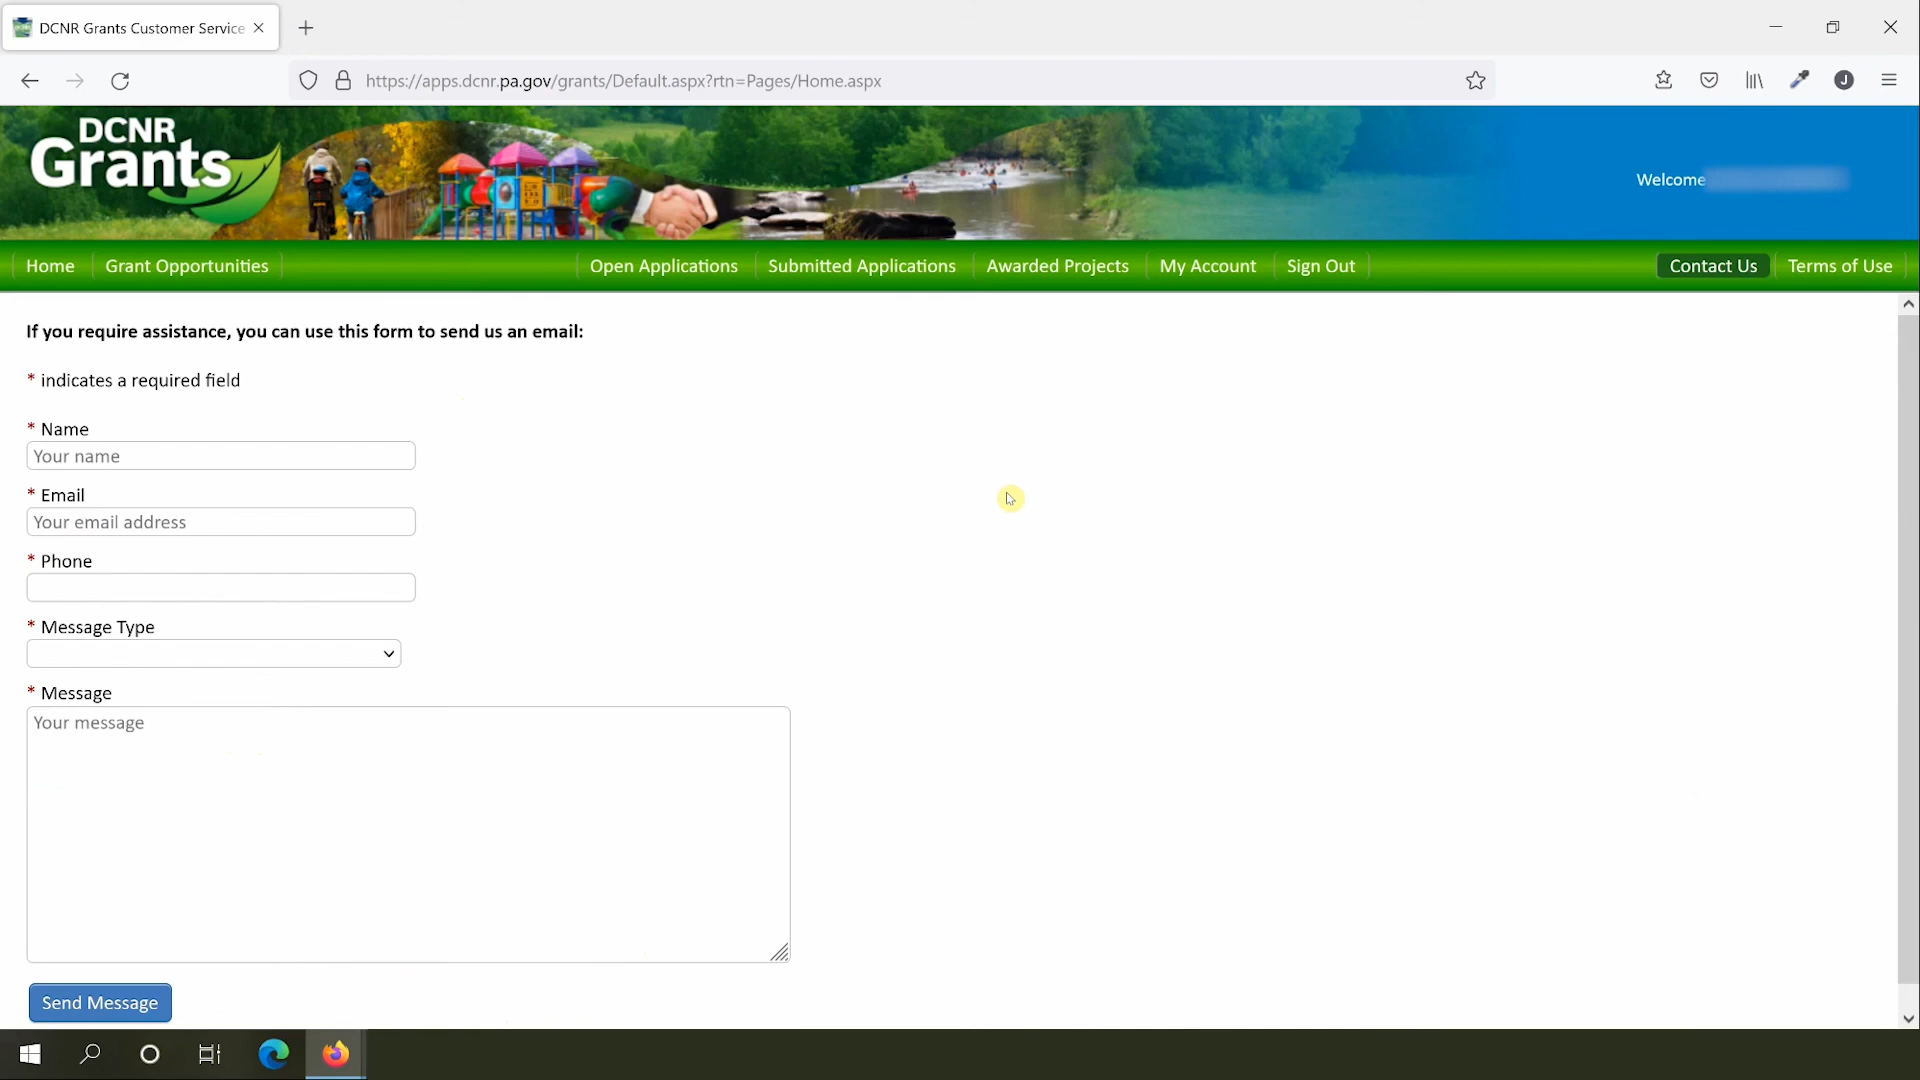 DCNR Grants Customer Service
https://apps.dcnr.pa.gov/grants/Default.aspx?rtn=Pages/Home.aspx
J
DCNR
Grants
Welcome
Home
Grant Opportunities
Open Applications
Submitted Applications
Awarded Projects
My Account
Sign Out
Contact Us
Terms of Use
If you require assistance, you can use this form to send us an email:
* indicates a required field
* Name
Your name
* Email
Your email address
* Phone
* Message Type
* Message
Your message
Send Message